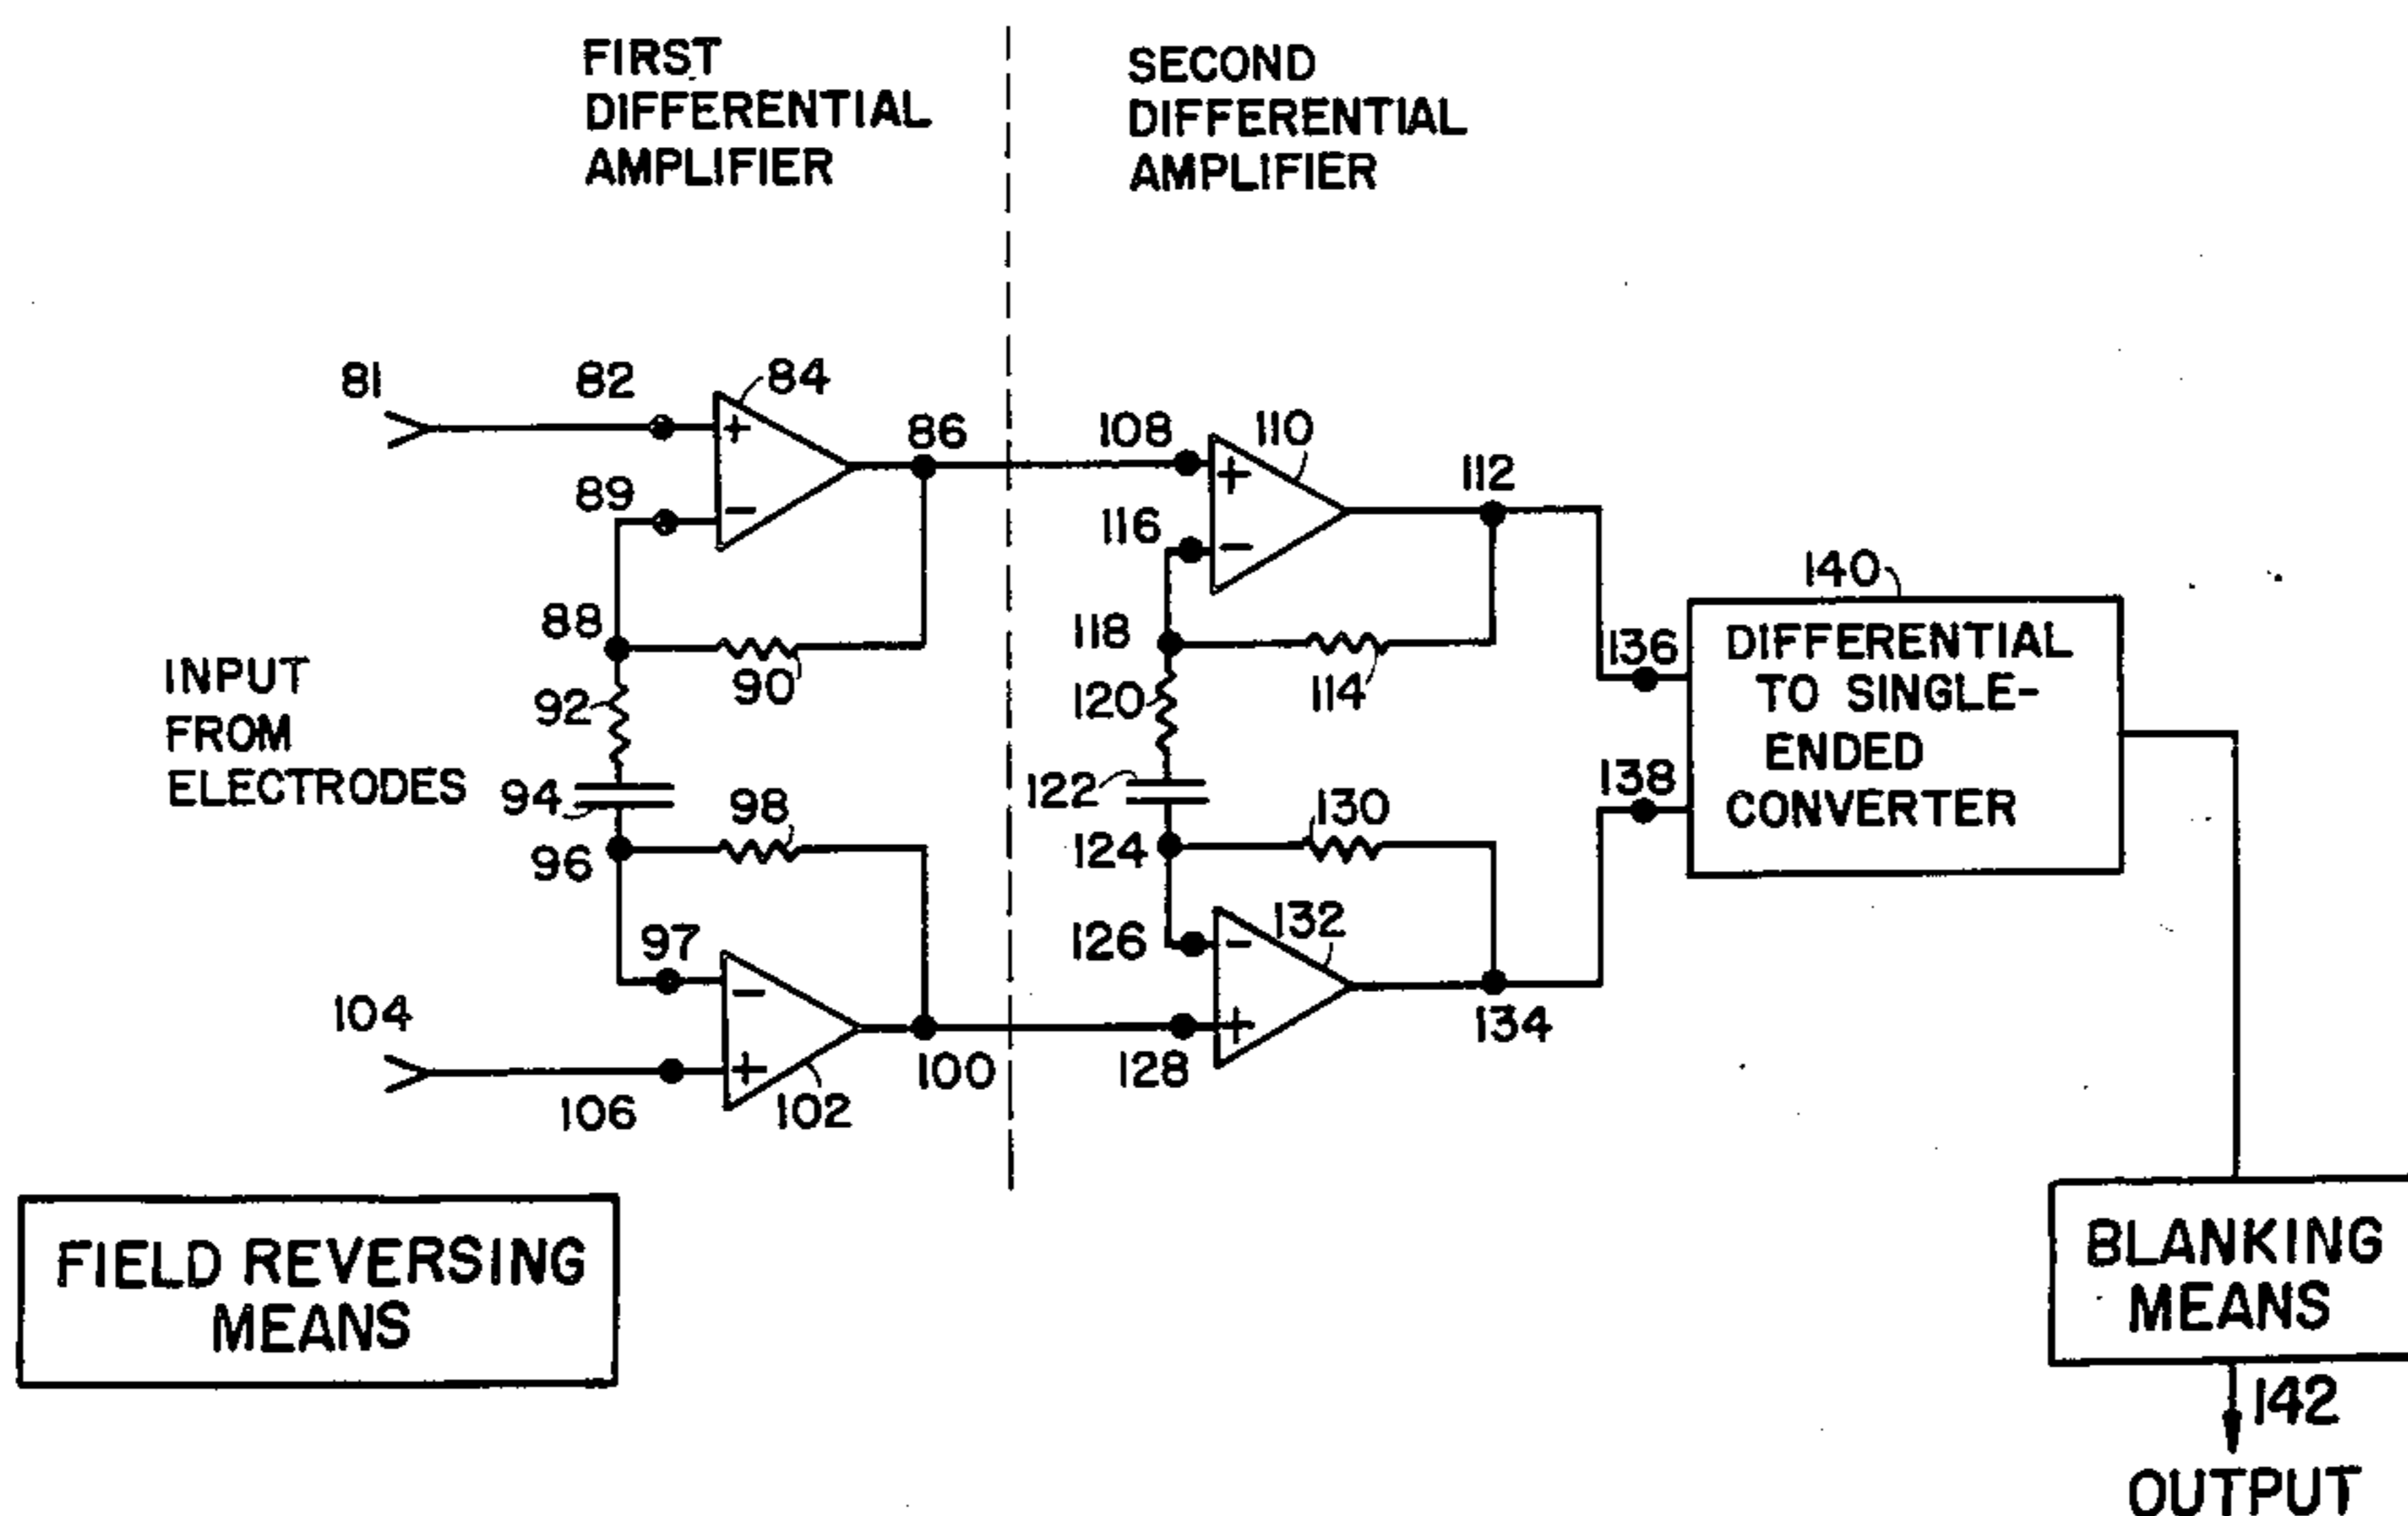 FIRST
DIFFERENTIAL
AMPLIFIER
SECOND
DIFFERENTIAL
AMPLIFIER
81
82
84
86
89
88
90
92
94
96
98
97
100
102
104
106
INPUT
FROM
ELECTRODES
108
110
112
116
118
114
120
122
124
130
126
132
128
134
136
138
140
DIFFERENTIAL
TO SINGLE-
ENDED
CONVERTER
+
-
-
+
+
-
-
+
FIELD REVERSING
MEANS
BLANKING
MEANS
142
OUTPUT